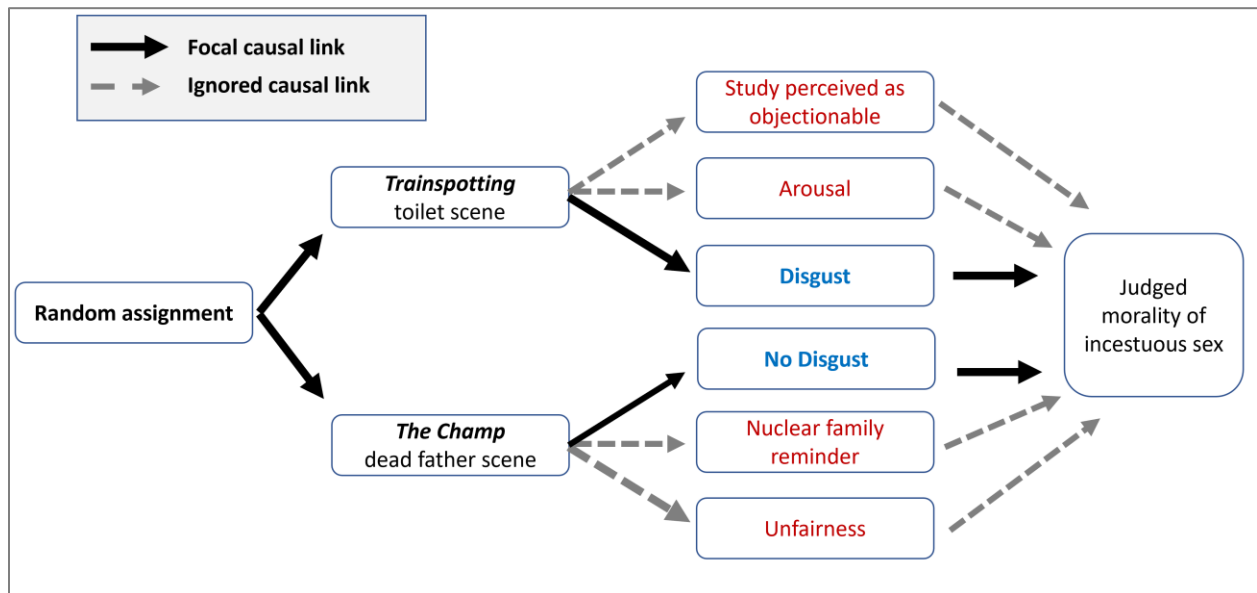 Focal causal link
Ignored causal link
Study perceived as
objectionable
Trainspotting
toilet scene
Arousal
Disgust
Random assignment
Judged
morality of
incestuous sex
No Disgust
The Champ
dead father scene
Nuclear family
reminder
Unfairness